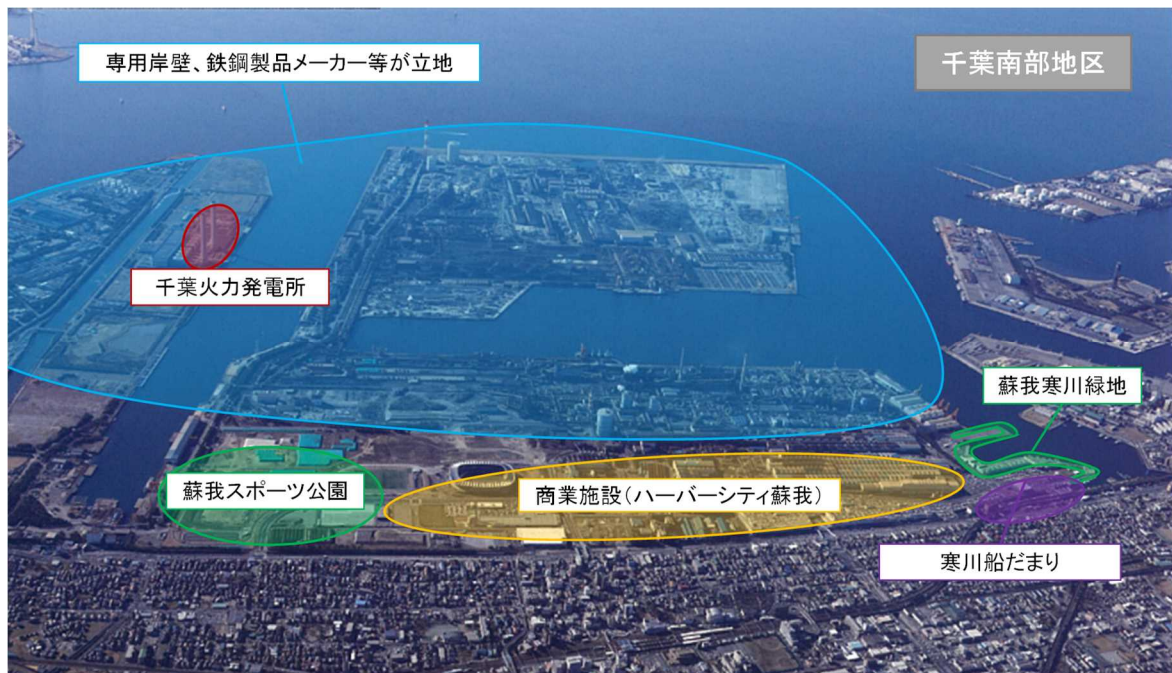 専用岸壁、鉄鋼製品メーカー等が立地
千葉南部地区
千葉火力発電所
蘇我寒川緑地
蘇我スポーツ公園
商業施設(ハーバーシティ蘇我)
寒川船だまり